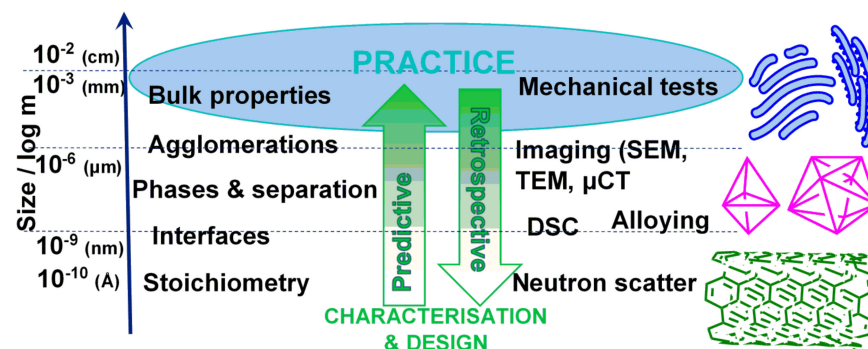 PRACTICE
10⁻² (cm)
10⁻³ (mm)
Bulk properties
Mechanical tests
Agglomerations
Imaging (SEM,
TEM, µCT
10⁻⁶ (µm)
Phases & separation
DSC
Alloying
Interfaces
10⁻⁹ (nm)
10⁻¹⁰ (Å)
Stoichiometry
Neutron scatter
Size / log m
Predictive
Retrospective
CHARACTERISATION
& DESIGN